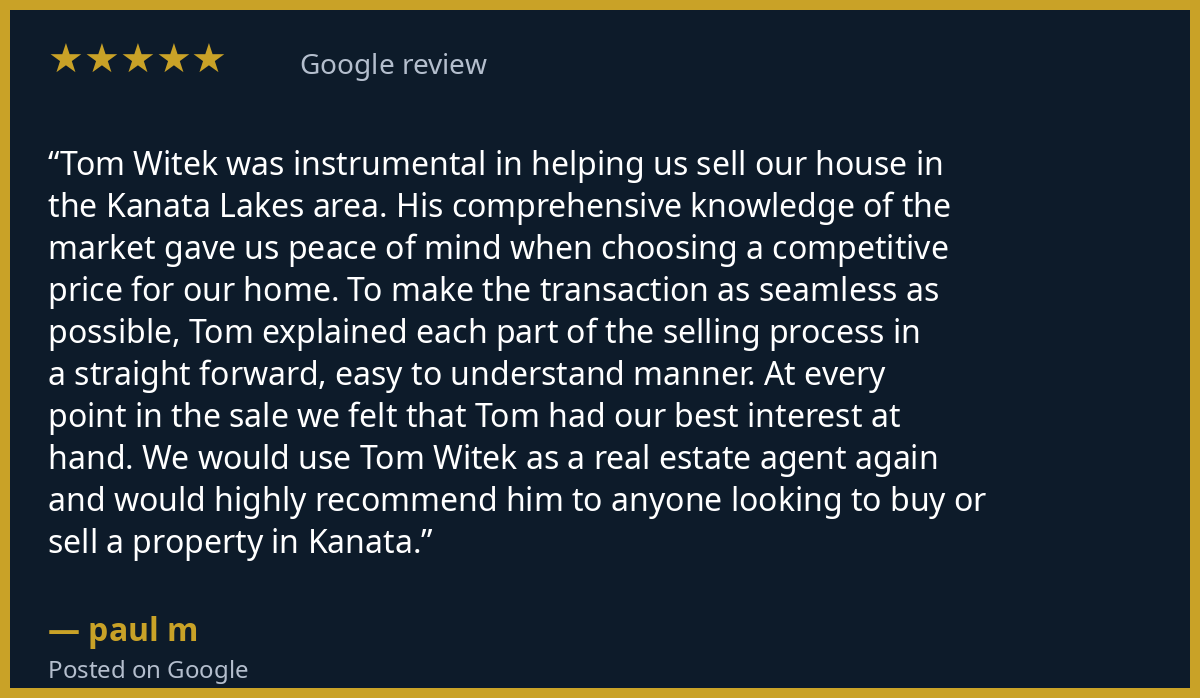 ★★★★★ Google review
“Tom Witek was instrumental in helping us sell our house in
the Kanata Lakes area. His comprehensive knowledge of the
market gave us peace of mind when choosing a competitive
price for our home. To make the transaction as seamless as
possible, Tom explained each part of the selling process in
a straight forward, easy to understand manner. At every
point in the sale we felt that Tom had our best interest at
hand. We would use Tom Witek as a real estate agent again
and would highly recommend him to anyone looking to buy or
sell a property in Kanata.”
— paul m
Posted on Google